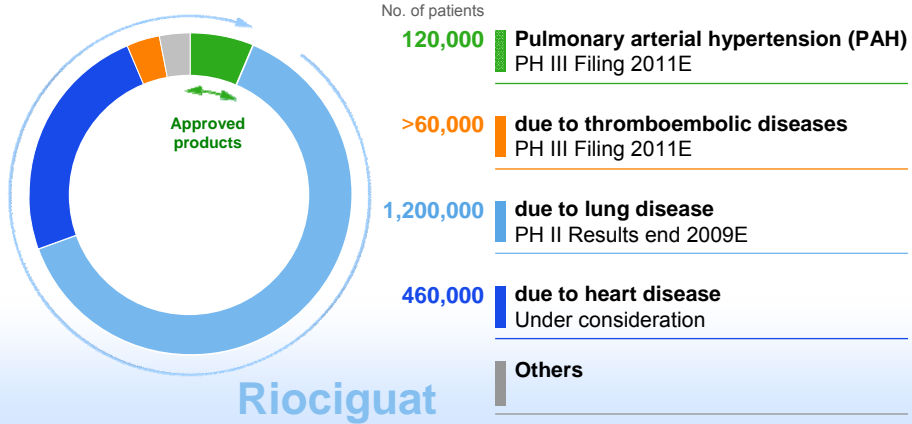 No. of patients
120,000
Pulmonary arterial hypertension (PAH)
PH III Filing 2011E
Approved
products
>60,000
due to thromboembolic diseases
PH III Filing 2011E
1,200,000
due to lung disease
PH II Results end 2009E
460,000
due to heart disease
Under consideration
Others
Riociguat